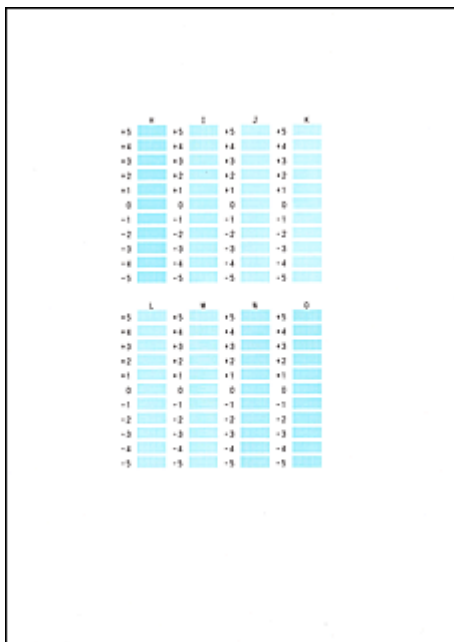 H I J K
+5 +5 +5 +5
+4 +4 +4 +4
+3 +3 +3 +3
+2 +2 +2 +2
+1 +1 +1 +1
0 0 0 0
-1 -1 -1 -1
-2 -2 -2 -2
-3 -3 -3 -3
-4 -4 -4 -4
-5 -5 -5 -5
L M N O
+5 +5 +5 +5
+4 +4 +4 +4
+3 +3 +3 +3
+2 +2 +2 +2
+1 +1 +1 +1
0 0 0 0
-1 -1 -1 -1
-2 -2 -2 -2
-3 -3 -3 -3
-4 -4 -4 -4
-5 -5 -5 -5